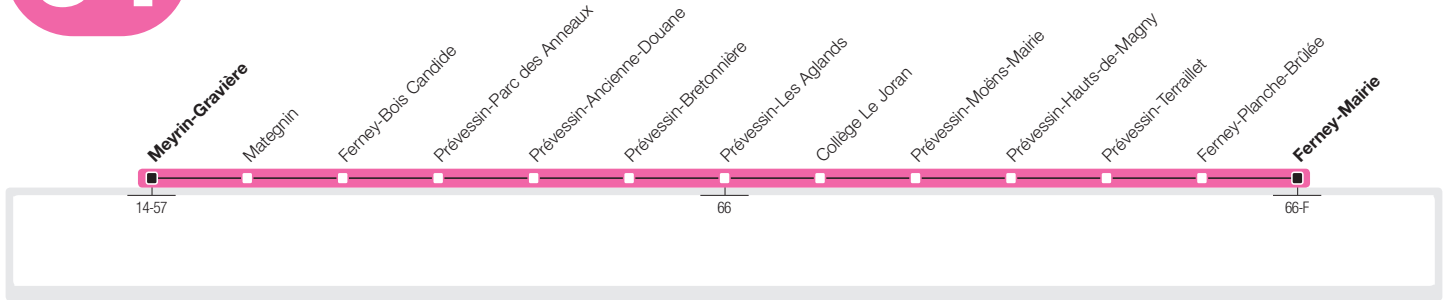 Meyrin-Gravière
Mategnin
Ferney-Bois Candide
Prévessin-Parc des Anneaux
Prévessin-Ancienne-Douane
Prévessin-Bretonnière
Prévessin-Les Aglands
Collège Le Joran
Prévessin-Moëns-Mairie
Prévessin-Hauts-de-Magny
Prévessin-Terraillet
Ferney-Planche-Brûlée
Ferney-Mairie
14-57
66
66-F